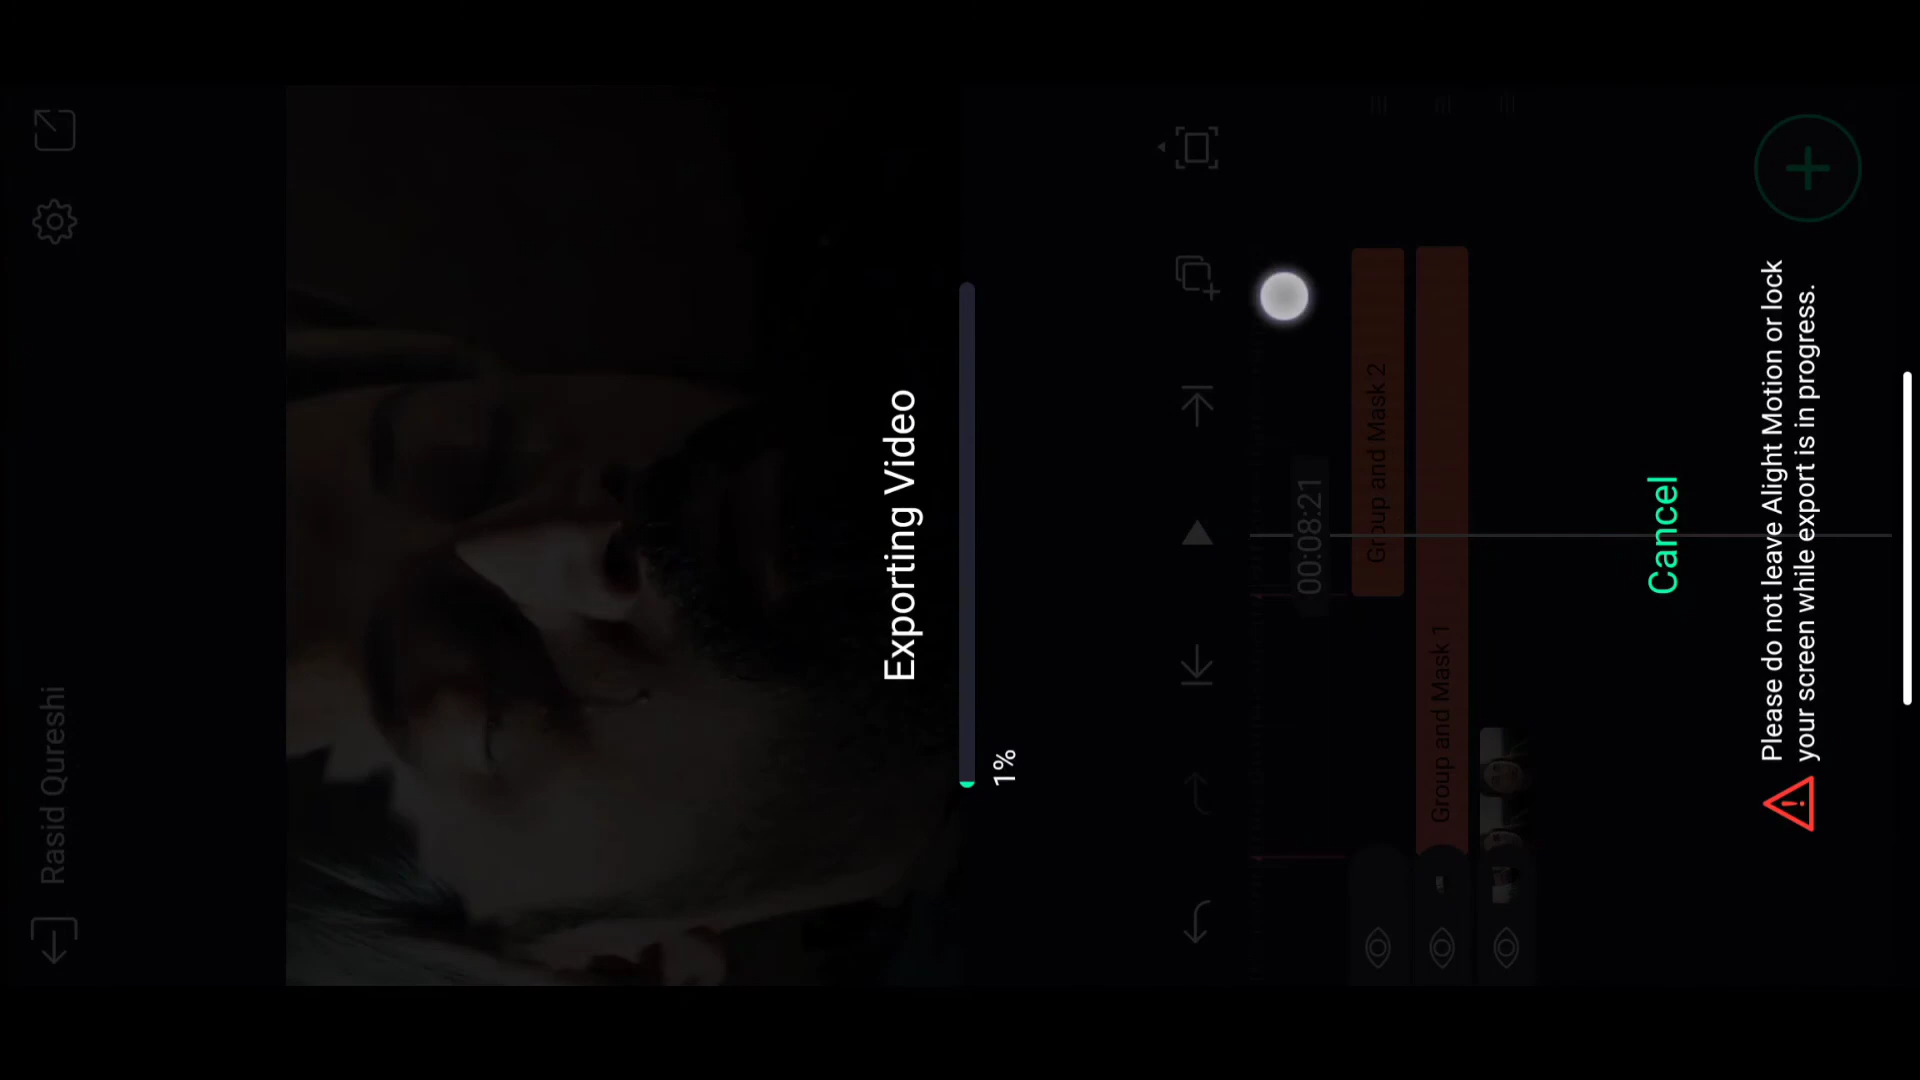 Rasid Qureshi
Exporting Video
1%
00:08:21
Group and Mask 2
Group and Mask 1
Cancel
Please do not leave Alight Motion or lock
your screen while export is in progress.